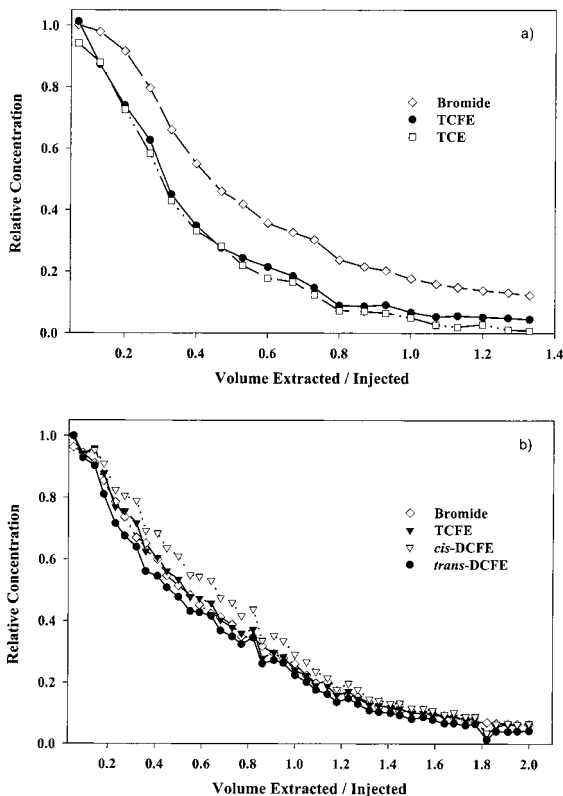 a)
1.0
0.8
0.6
0.4
0.2
0.0
Relative Concentration
Bromide
TCFE
TCE
0.2 0.4 0.6 0.8 1.0 1.2 1.4
Volume Extracted / Injected
b)
1.0
0.8
0.6
0.4
0.2
0.0
Relative Concentration
Bromide
TCFE
cis-DCFE
trans-DCFE
0.2 0.4 0.6 0.8 1.0 1.2 1.4 1.6 1.8 2.0
Volume Extracted / Injected